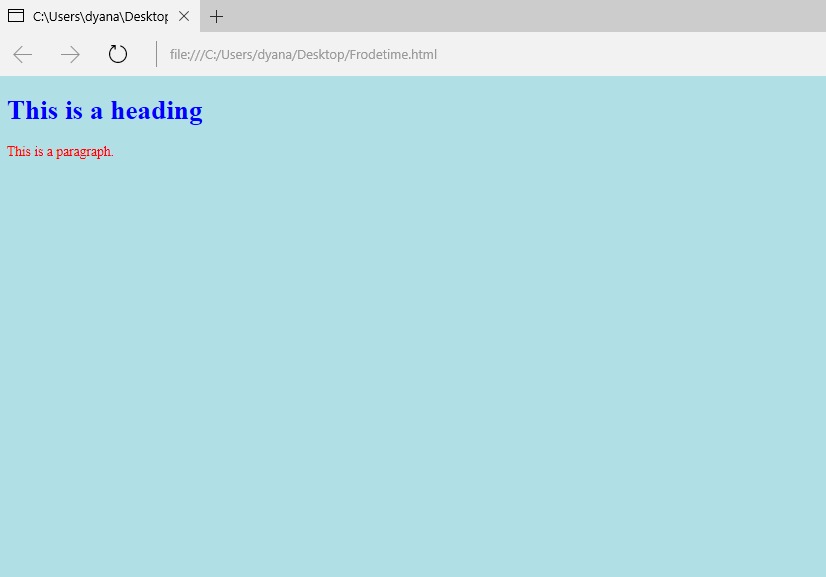 C:\Users\dyana\Desktop
file:///C:/Users/dyana/Desktop/Frodetime.html
This is a heading
This is a paragraph.